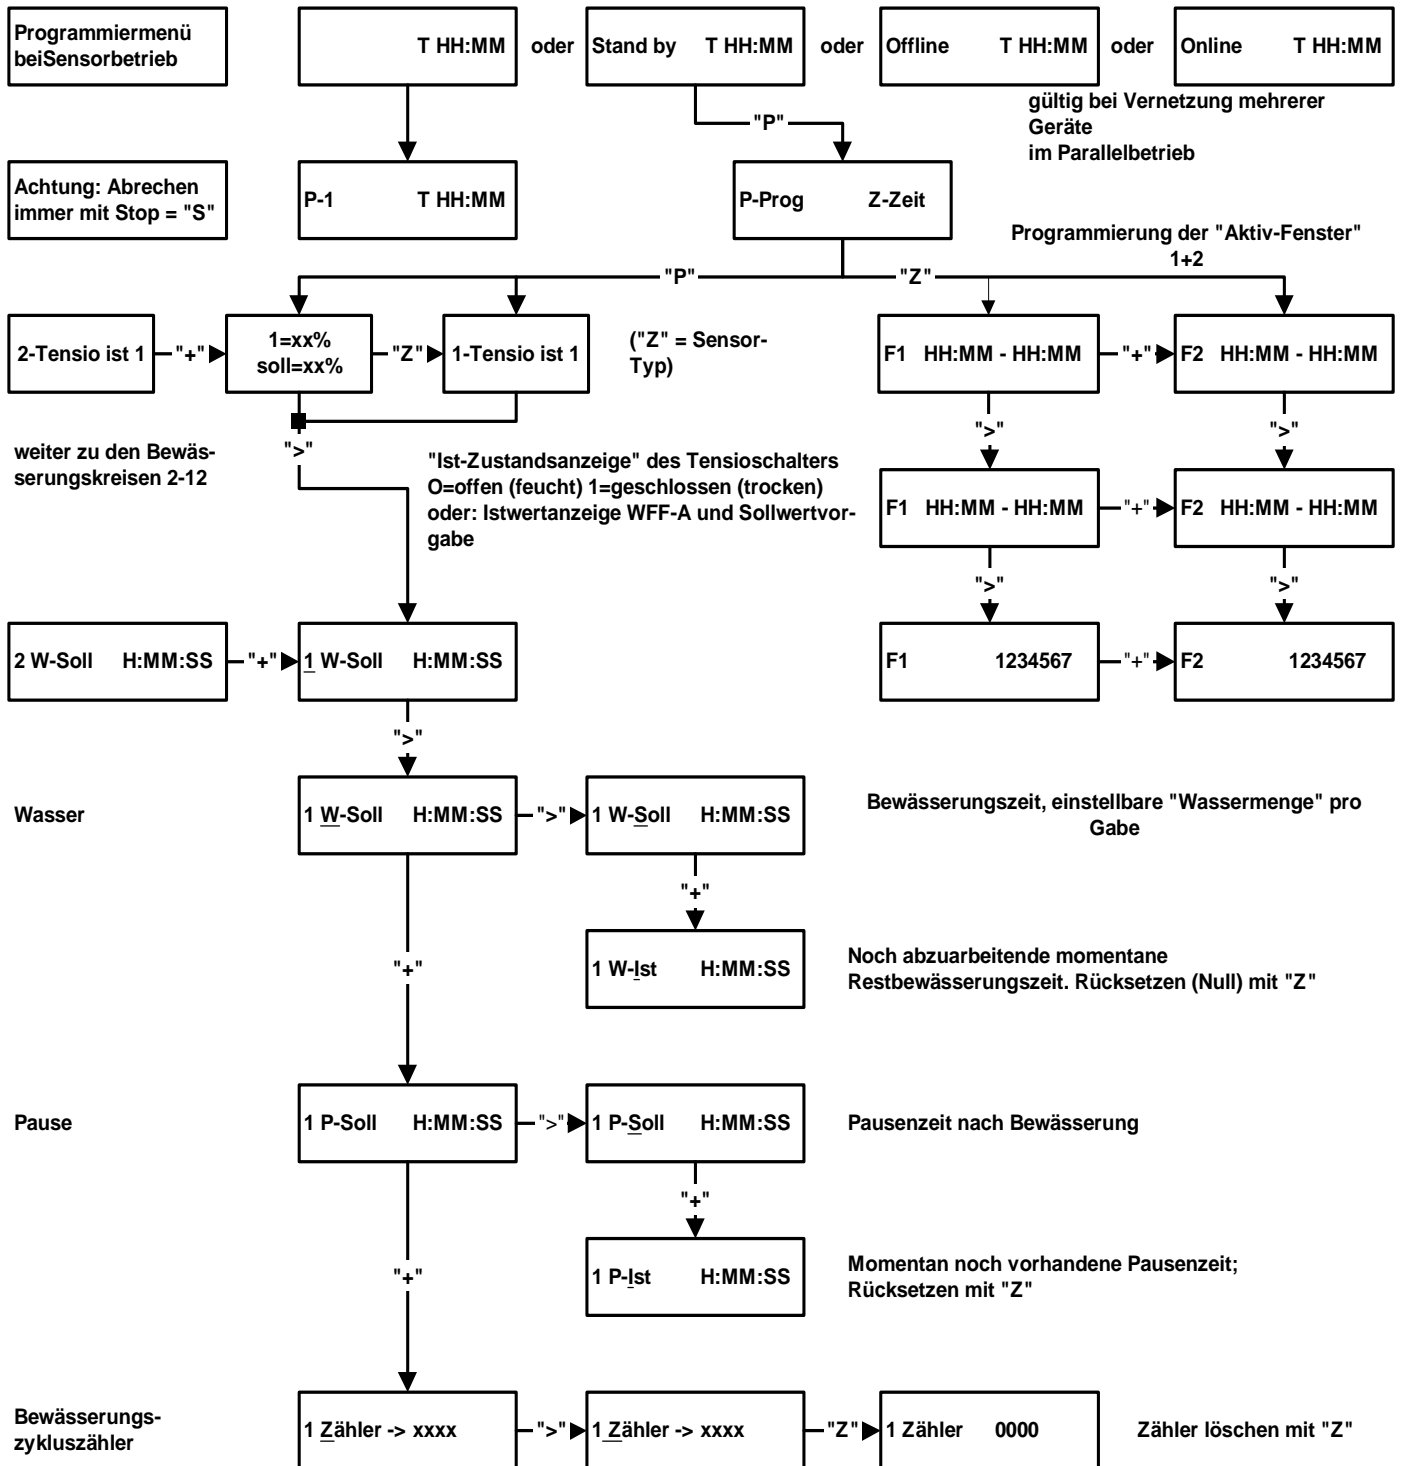 Programmiermenü
beiSensorbetrieb
T HH:MM
oder
Stand by T HH:MM
oder
Offline T HH:MM
oder
Online T HH:MM
gültig bei Vernetzung mehrerer
Geräte
im Parallelbetrieb
"P"
Achtung: Abrechen
immer mit Stop = "S"
P-1 T HH:MM
P-Prog Z-Zeit
Programmierung der "Aktiv-Fenster"
1+2
"P"
"Z"
2-Tensio ist 1
"+"
1=xx%
soll=xx%
"Z"
1-Tensio ist 1
("Z" = Sensor-
Typ)
F1 HH:MM - HH:MM
"+"
F2 HH:MM - HH:MM
">"
">"
">"
weiter zu den Bewäs-
serungskreisen 2-12
"Ist-Zustandsanzeige" des Tensioschalters
O=offen (feucht) 1=geschlossen (trocken)
oder: Istwertanzeige WFF-A und Sollwertvor-
gabe
F1 HH:MM - HH:MM
"+"
F2 HH:MM - HH:MM
">"
">"
2 W-Soll H:MM:SS
"+"
1 W-Soll H:MM:SS
F1 1234567
"+"
F2 1234567
">"
Wasser
1 W-Soll H:MM:SS
">"
1 W-Soll H:MM:SS
Bewässerungszeit, einstellbare "Wassermenge" pro
Gabe
"+"
"+"
1 W-Ist H:MM:SS
Noch abzuarbeitende momentane
Restbewässerungszeit. Rücksetzen (Null) mit "Z"
Pause
1 P-Soll H:MM:SS
">"
1 P-Soll H:MM:SS
Pausenzeit nach Bewässerung
"+"
"+"
1 P-Ist H:MM:SS
Momentan noch vorhandene Pausenzeit;
Rücksetzen mit "Z"
Bewässerungs-
zykluszähler
1 Zähler -> xxxx
">"
1 Zähler -> xxxx
"Z"
1 Zähler 0000
Zähler löschen mit "Z"